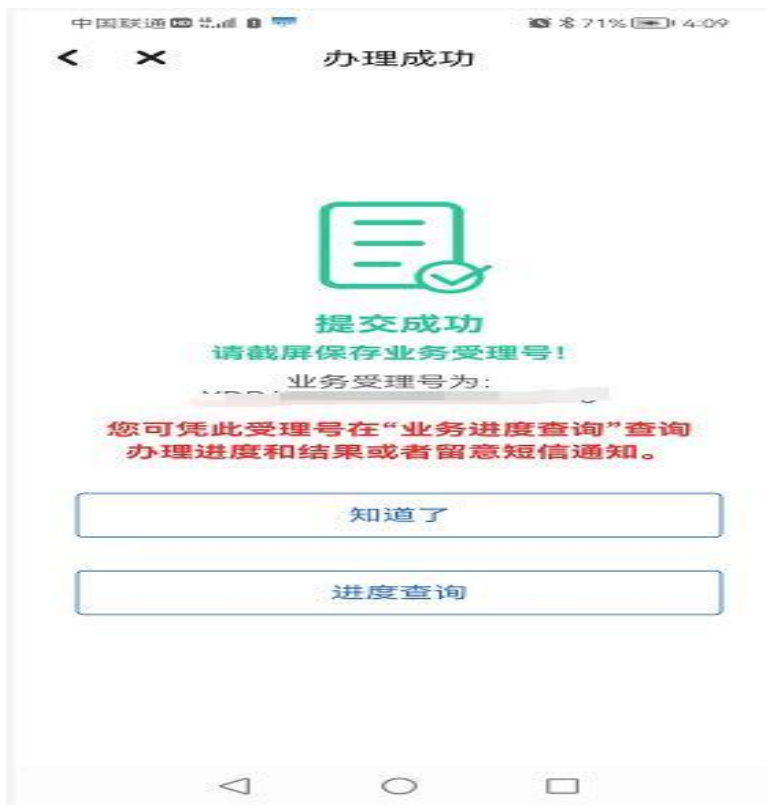 中国联通 71% 4:09
办理成功
提交成功
请截屏保存业务受理号!
业务受理号为:
您可凭此受理号在“业务进度查询”查询
办理进度和结果或者留意短信通知。
知道了
进度查询